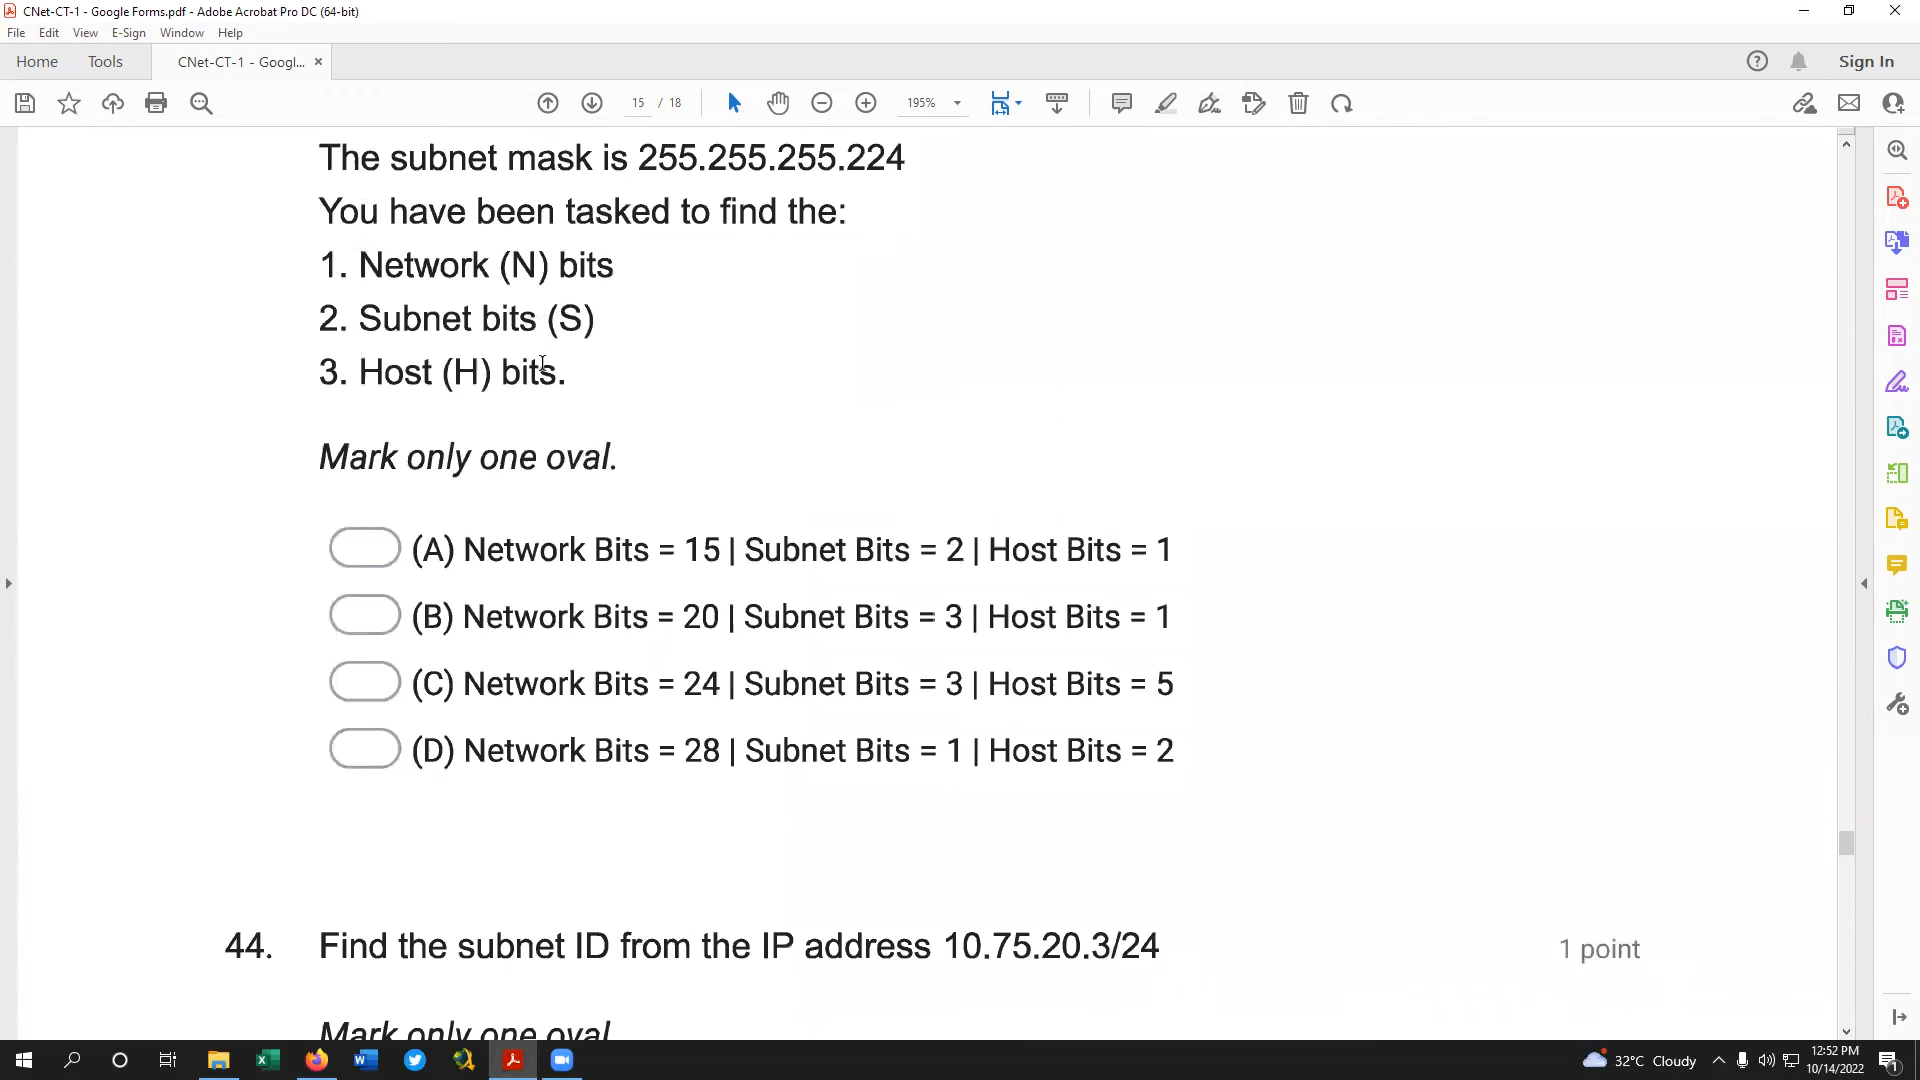 CNet-CT-1 - Google Forms.pdf - Adobe Acrobat Pro DC (64-bit)
File Edit View E-Sign Window Help
Home Tools CNet-CT-1 - Googl... × Sign In
15 / 18 195%
The subnet mask is 255.255.255.224
You have been tasked to find the:
1. Network (N) bits
2. Subnet bits (S)
3. Host (H) bits.
Mark only one oval.
(A) Network Bits = 15 | Subnet Bits = 2 | Host Bits = 1
(B) Network Bits = 20 | Subnet Bits = 3 | Host Bits = 1
(C) Network Bits = 24 | Subnet Bits = 3 | Host Bits = 5
(D) Network Bits = 28 | Subnet Bits = 1 | Host Bits = 2
44. Find the subnet ID from the IP address 10.75.20.3/24 1 point
Mark only one oval
32°C Cloudy 12:52 PM
10/14/2022 1